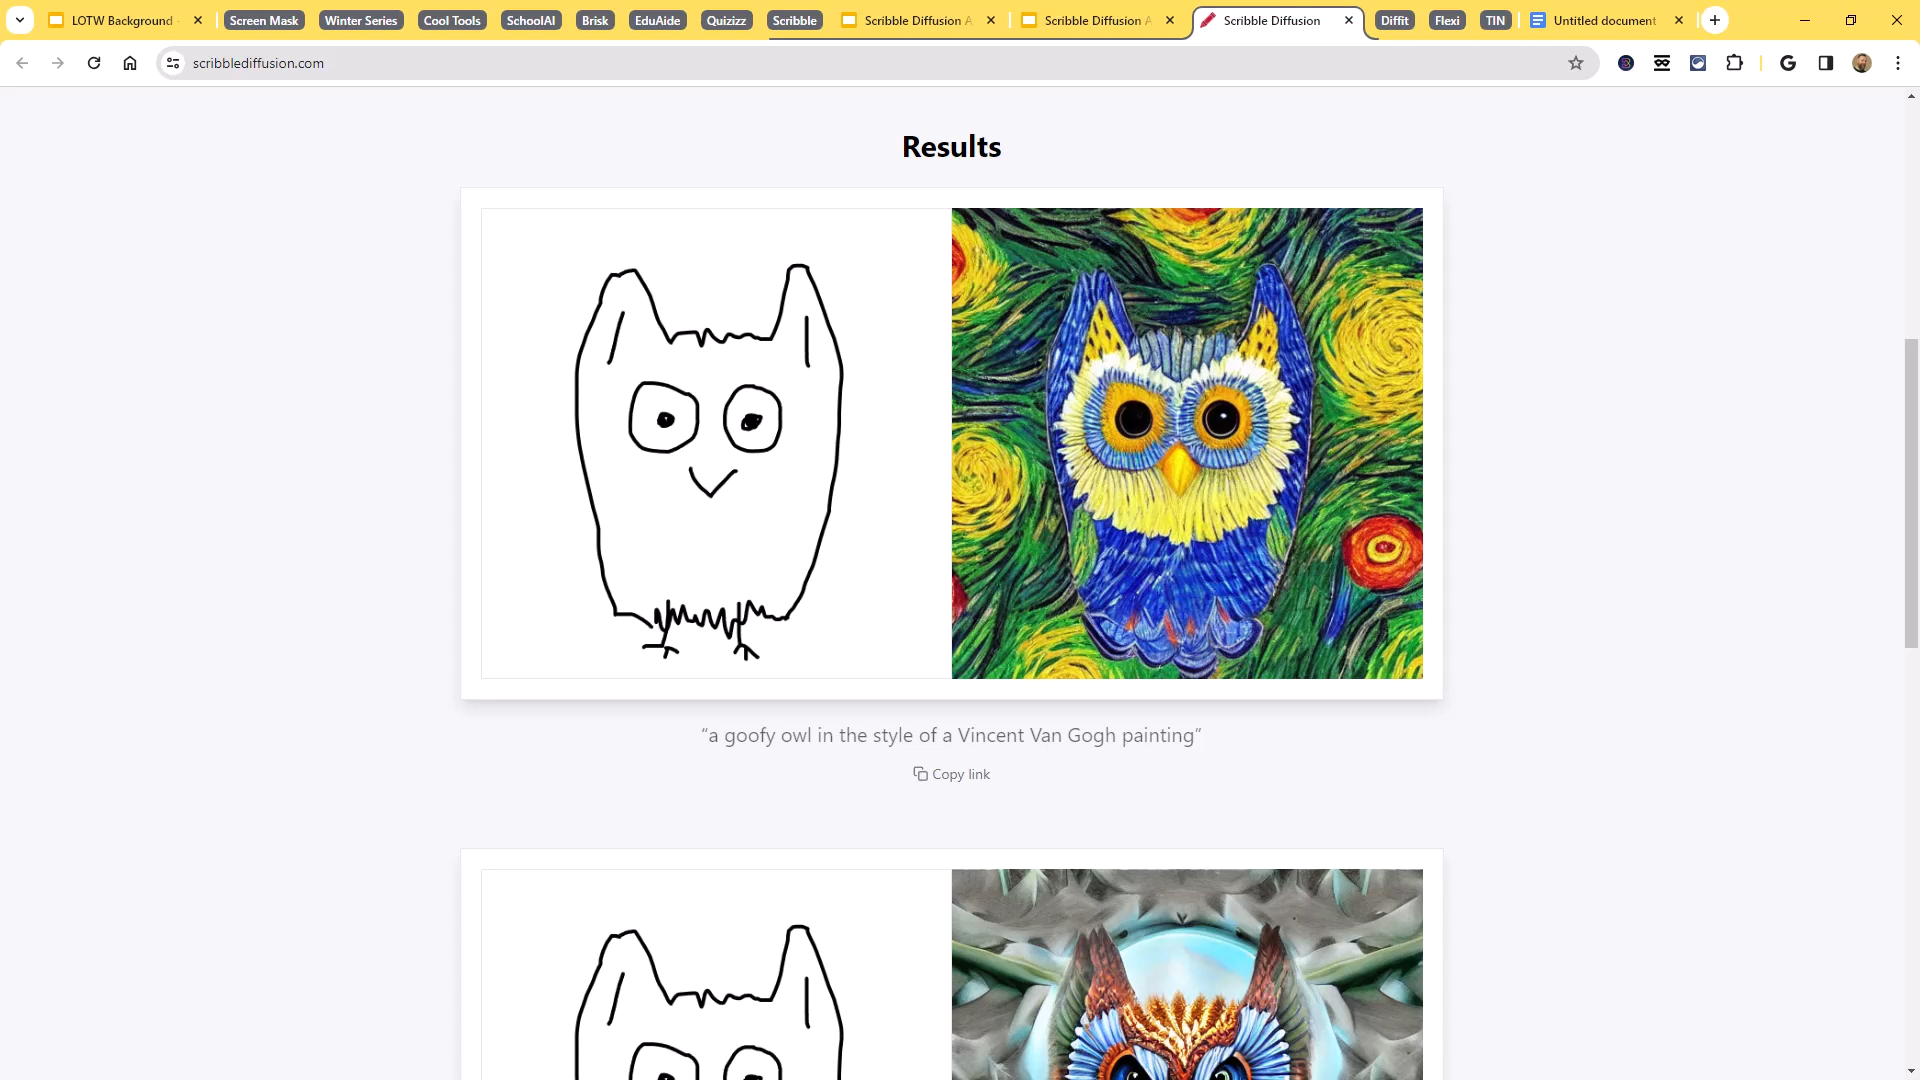 LOTW Background
Screen Mask
Winter Series
Cool Tools
SchoolAI
Brisk
EduAide
Quizizz
Scribble
Scribble Diffusion A
Scribble Diffusion A
Scribble Diffusion
Diffit
Flexi
TIN
Untitled document
scribblediffusion.com
Results
“a goofy owl in the style of a Vincent Van Gogh painting”
Copy link